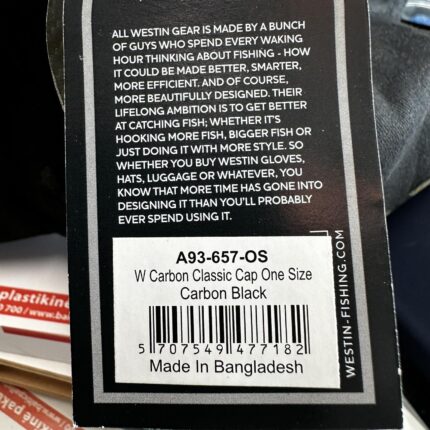 ALL WESTIN GEAR IS MADE BY A BUNCH
OF GUYS WHO SPEND EVERY WAKING
HOUR THINKING ABOUT FISHING - HOW
IT COULD BE MADE BETTER, SMARTER,
MORE EFFICIENT. AND OF COURSE,
MORE BEAUTIFULLY DESIGNED. THEIR
LIFELONG AMBITION IS TO GET BETTER
AT CATCHING FISH; WHETHER IT'S
HOOKING MORE FISH, BIGGER FISH OR
JUST DOING IT WITH MORE STYLE. SO
WHETHER YOU BUY WESTIN GLOVES,
HATS, LUGGAGE OR WHATEVER, YOU
KNOW THAT MORE TIME HAS GONE INTO
DESIGNING IT THAN YOU'LL PROBABLY
EVER SPEND USING IT.
A93-657-OS
W Carbon Classic Cap One Size
Carbon Black
5 707549 477182
Made In Bangladesh
WESTIN-FISHING.COM
plastikinė
700 / www.bal